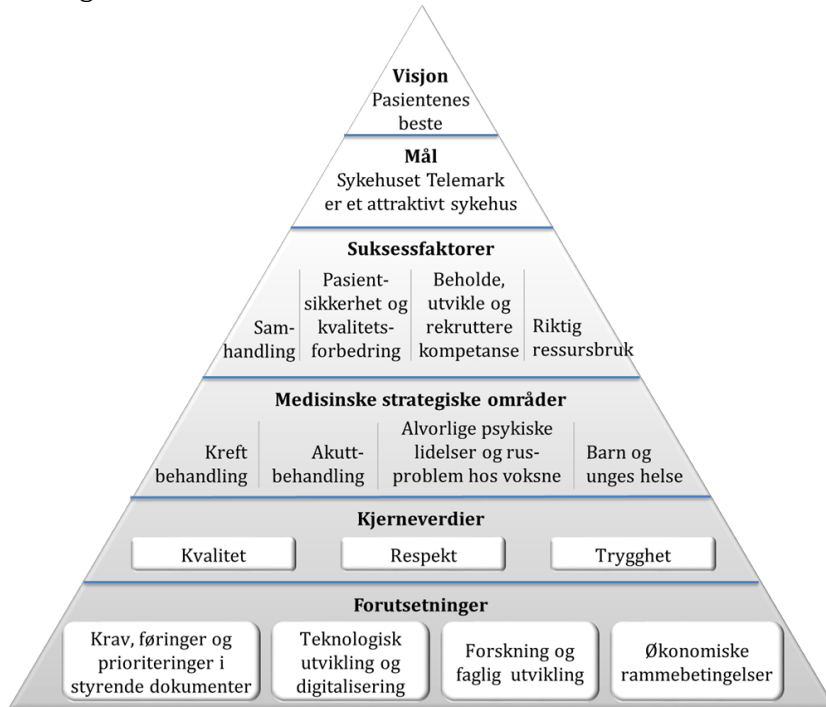 Visjon
Pasientenes
beste
Mål
Sykehuset Telemark
er et attraktivt sykehus
Suksessfaktorer
Sam-
handling
Pasient-
sikkerhet og
kvalitets-
forbedring
Beholde,
utvikle og
rekruttere
kompetanse
Riktig
ressursbruk
Medisinske strategiske områder
Kreft
behandling
Akutt-
behandling
Alvorlige psykiske
lidelser og rus-
problem hos voksne
Barn og
unges helse
Kjerneverdier
Kvalitet
Respekt
Trygghet
Forutsetninger
Krav, føringer og
prioriteringer i
styrende dokumenter
Teknologisk
utvikling og
digitalisering
Forskning og
faglig utvikling
Økonomiske
rammebetingelser